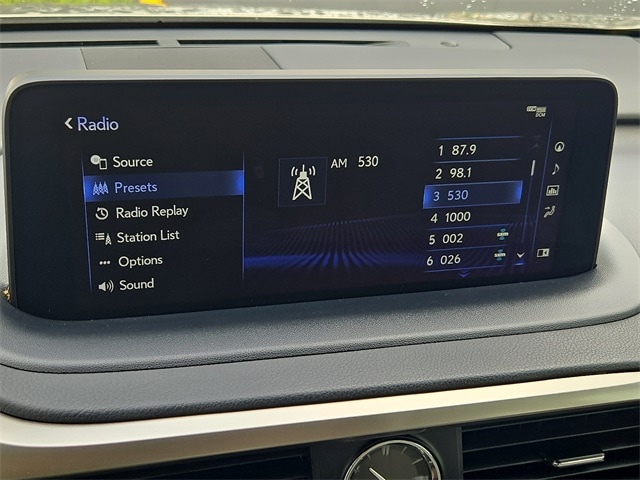 Radio
Source
Presets
Radio Replay
Station List
Options
Sound
AM 530
1 87.9
2 98.1
3 530
4 1000
5 002
6 026
DCM